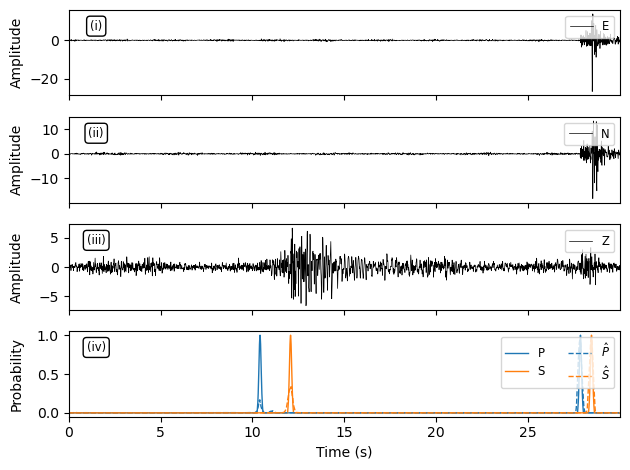 Amplitude
(i)
E
0
−20
Amplitude
(ii)
N
10
0
−10
Amplitude
(iii)
Z
5
0
−5
Probability
(iv)
P P̂
S Ŝ
1.0
0.5
0.0
0 5 10 15 20 25
Time (s)